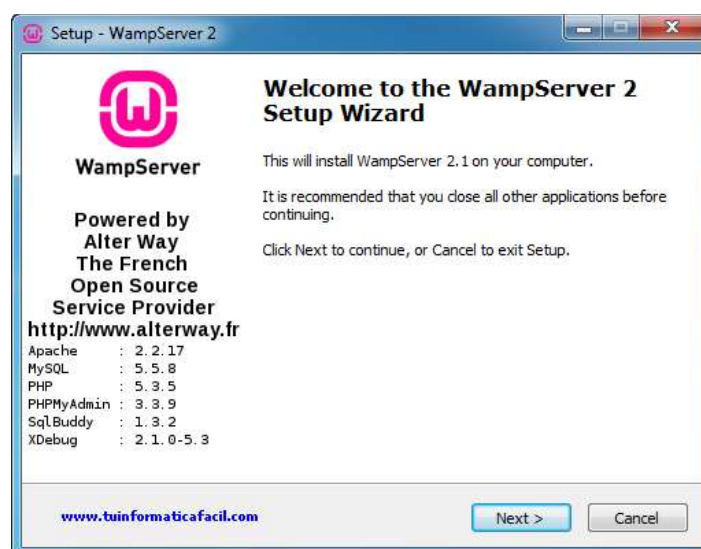 Setup - WampServer 2
WampServer
Powered by
Alter Way
The French
Open Source
Service Provider
http://www.alterway.fr
Apache : 2.2.17
MySQL : 5.5.8
PHP : 5.3.5
PHPMyAdmin : 3.3.9
SqlBuddy : 1.3.2
XDebug : 2.1.0-5.3
Welcome to the WampServer 2
Setup Wizard
This will install WampServer 2.1 on your computer.
It is recommended that you close all other applications before
continuing.
Click Next to continue, or Cancel to exit Setup.
www.tuinformaticafacil.com
Next >
Cancel